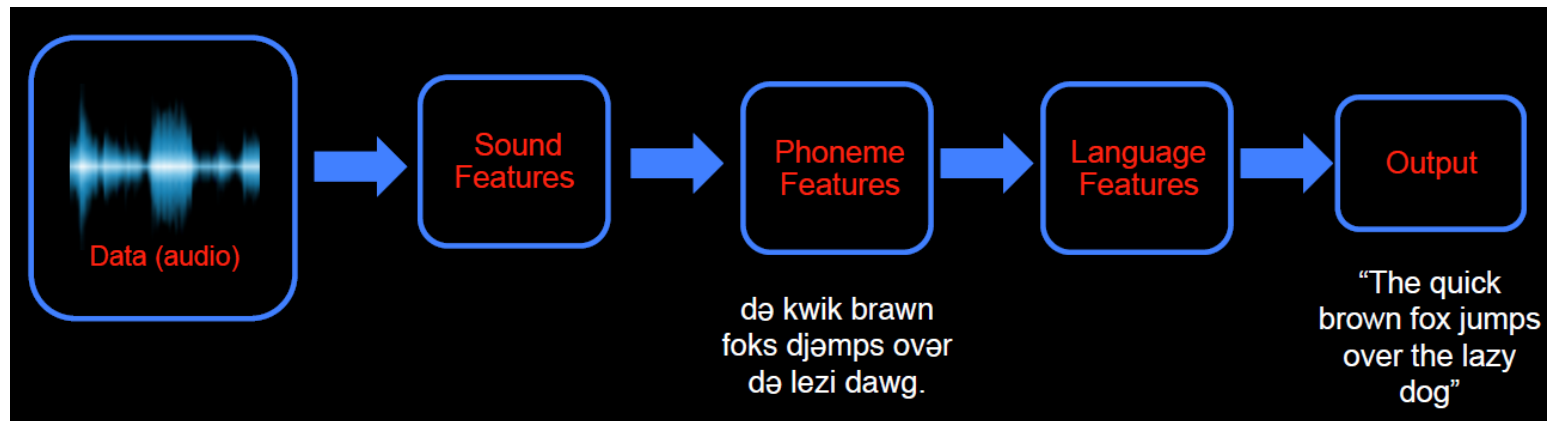 Data (audio)
Sound
Features
Phoneme
Features
də kwik brawn
foks djəmps ovər
də lezi dawg.
Language
Features
Output
“The quick
brown fox jumps
over the lazy
dog”